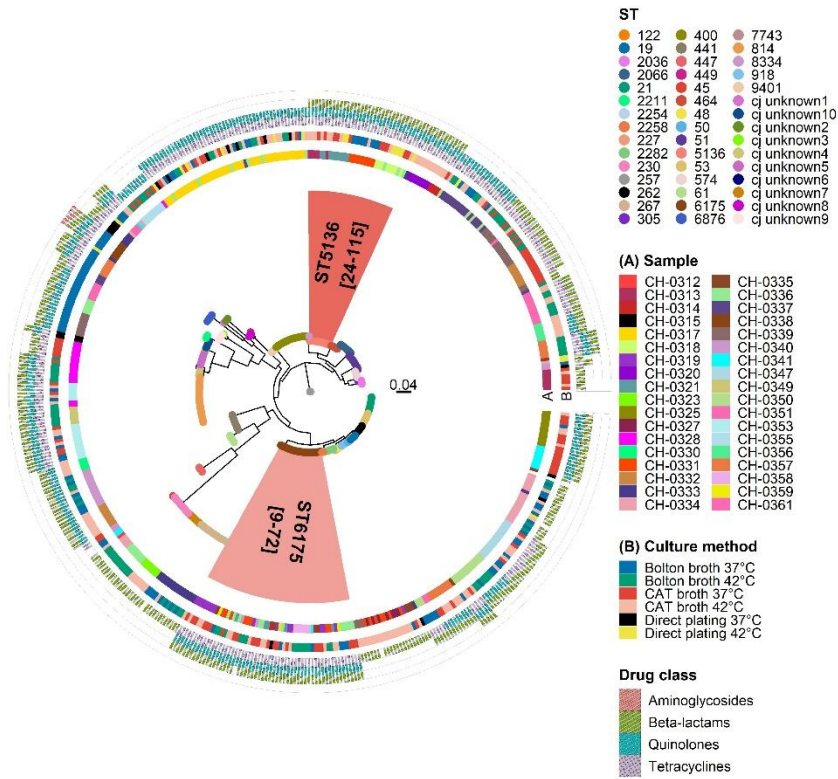 ST
122
19
2036
2066
21
2211
2254
2258
227
2282
230
257
262
267
305
400
441
447
449
45
464
48
50
51
5136
53
574
61
6175
6876
7743
814
8334
918
9401
cj unknown1
cj unknown10
cj unknown2
cj unknown3
cj unknown4
cj unknown5
cj unknown6
cj unknown7
cj unknown8
cj unknown9
ST5136
[24-115]
0.04
A
B
ST6175
[9-72]
(A) Sample
CH-0312
CH-0313
CH-0314
CH-0315
CH-0317
CH-0318
CH-0319
CH-0320
CH-0321
CH-0323
CH-0325
CH-0327
CH-0328
CH-0330
CH-0331
CH-0332
CH-0333
CH-0334
CH-0335
CH-0336
CH-0337
CH-0338
CH-0339
CH-0340
CH-0341
CH-0347
CH-0349
CH-0350
CH-0351
CH-0353
CH-0355
CH-0356
CH-0357
CH-0358
CH-0359
CH-0361
(B) Culture method
Bolton broth 37°C
Bolton broth 42°C
CAT broth 37°C
CAT broth 42°C
Direct plating 37°C
Direct plating 42°C
Drug class
Aminoglycosides
Beta-lactams
Quinolones
Tetracyclines